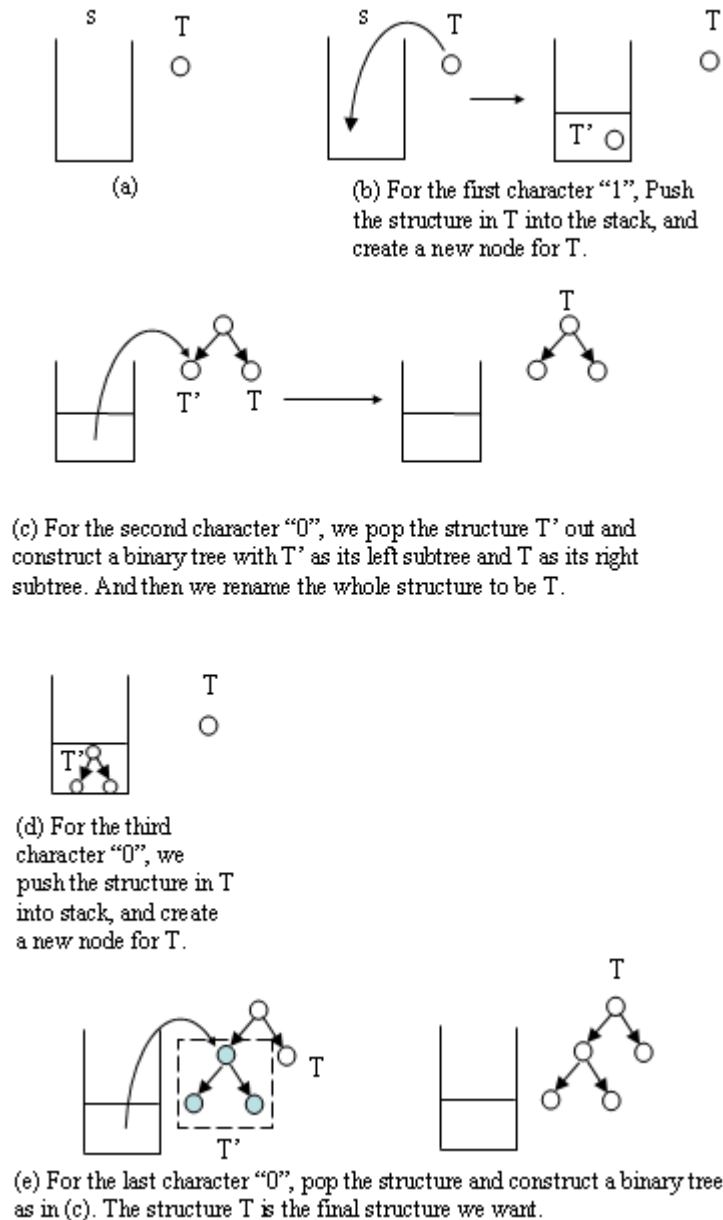 S T
S T T
T’
(a)
(b) For the first character “1”, Push
the structure in T into the stack, and
create a new node for T.
T
T’ T
(c) For the second character “0”, we pop the structure T’ out and
construct a binary tree with T’ as its left subtree and T as its right
subtree. And then we rename the whole structure to be T.
T
T’
(d) For the third
character “0”, we
push the structure in T
into stack, and create
a new node for T.
T
T
T’
(e) For the last character “0”, pop the structure and construct a binary tree
as in (c). The structure T is the final structure we want.